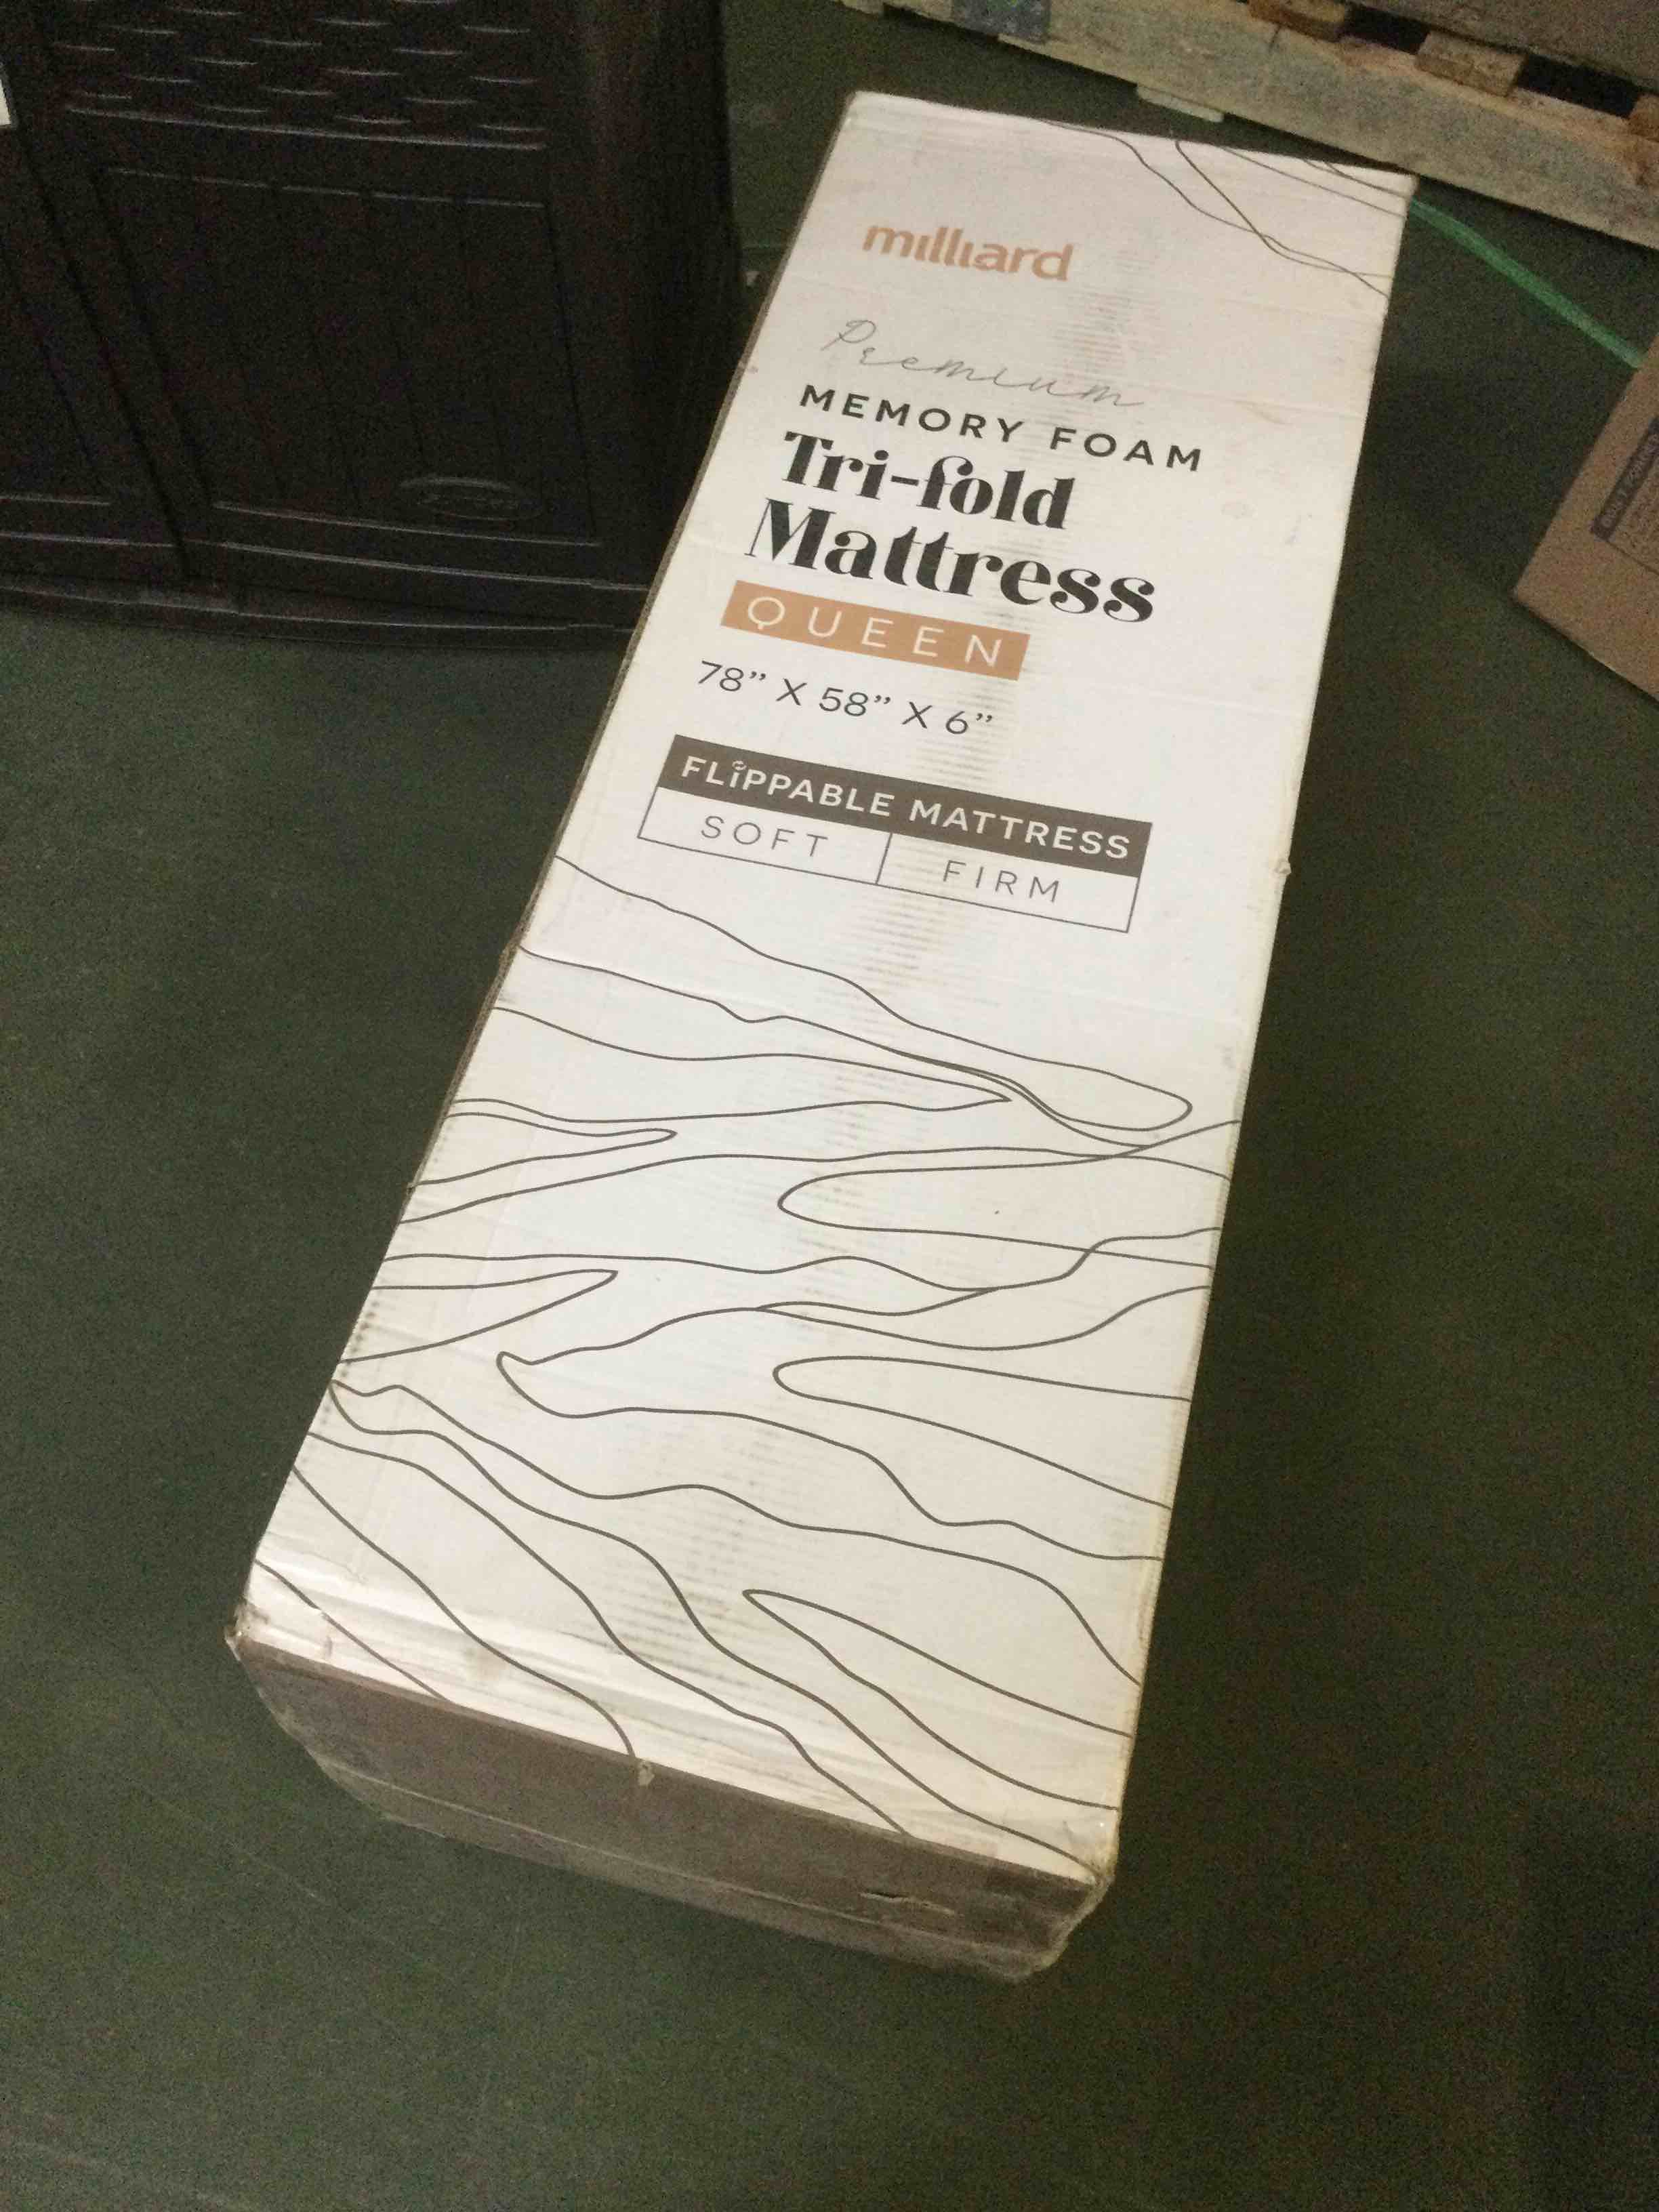 milliard
Premium
MEMORY FOAM
Tri-fold
Mattress
QUEEN
78” X 58” X 6”
FLiPPABLE MATTRESS
SOFT
FIRM